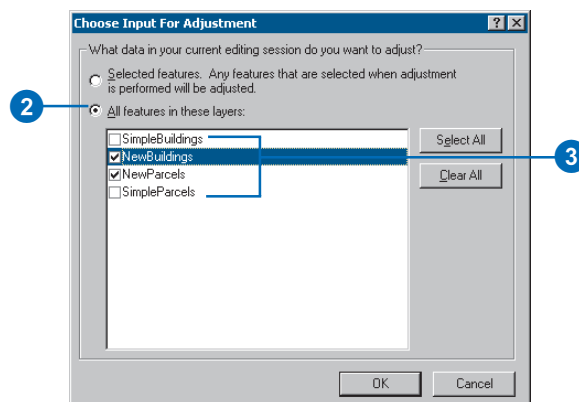 Choose Input For Adjustment
What data in your current editing session do you want to adjust?
Selected features. Any features that are selected when adjustment
is performed will be adjusted.
2
All features in these layers:
SimpleBuildings
NewBuildings
NewParcels
SimpleParcels
Select All
Clear All
3
OK
Cancel